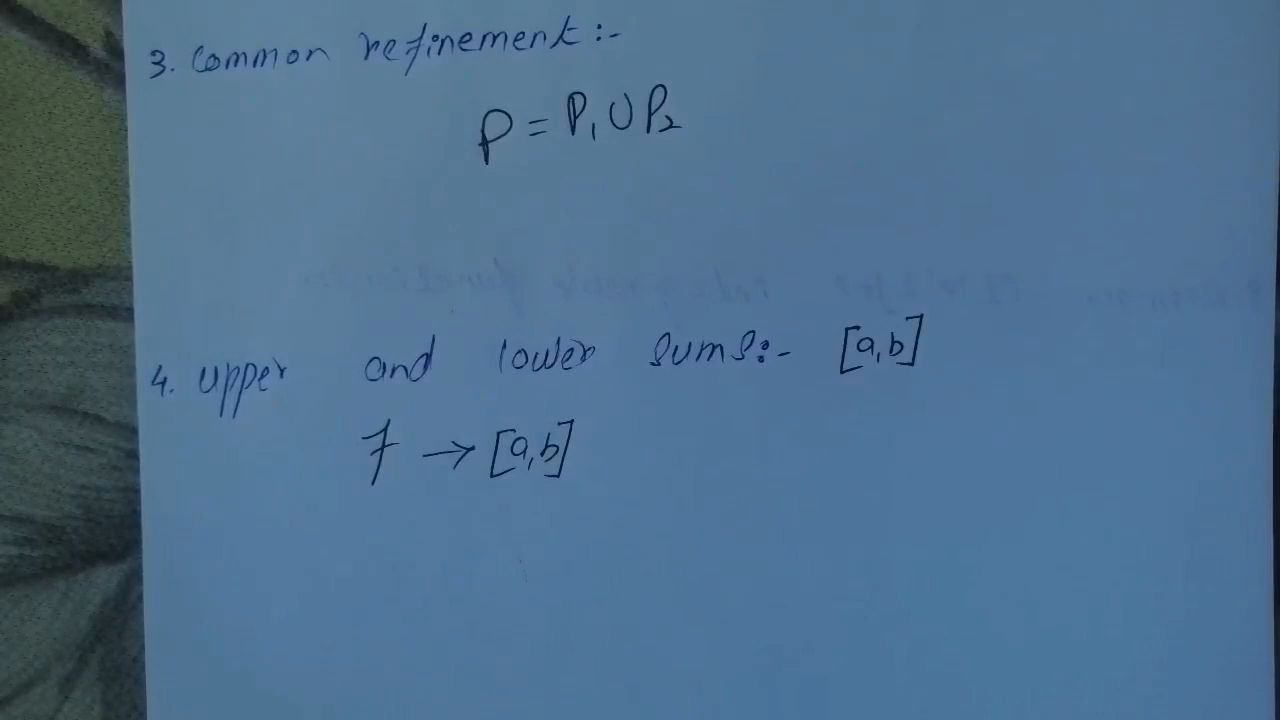 3. Common refinement:-
P = P₁ ∪ P₂
4. upper and lower sums:- [a,b]
f → [a,b]